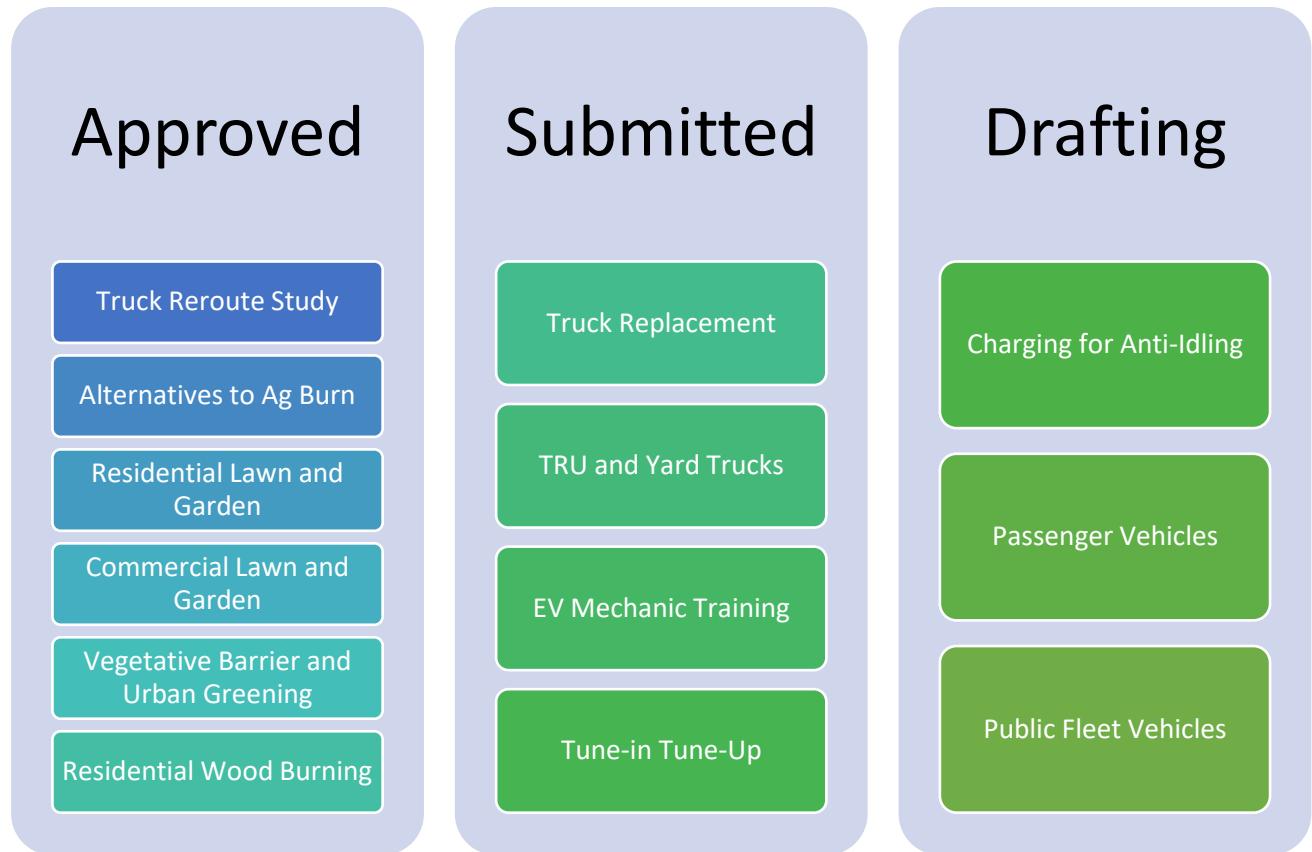 Approved
Truck Reroute Study
Alternatives to Ag Burn
Residential Lawn and
Garden
Commercial Lawn and
Garden
Vegetative Barrier and
Urban Greening
Residential Wood Burning
Submitted
Truck Replacement
TRU and Yard Trucks
EV Mechanic Training
Tune-in Tune-Up
Drafting
Charging for Anti-Idling
Passenger Vehicles
Public Fleet Vehicles